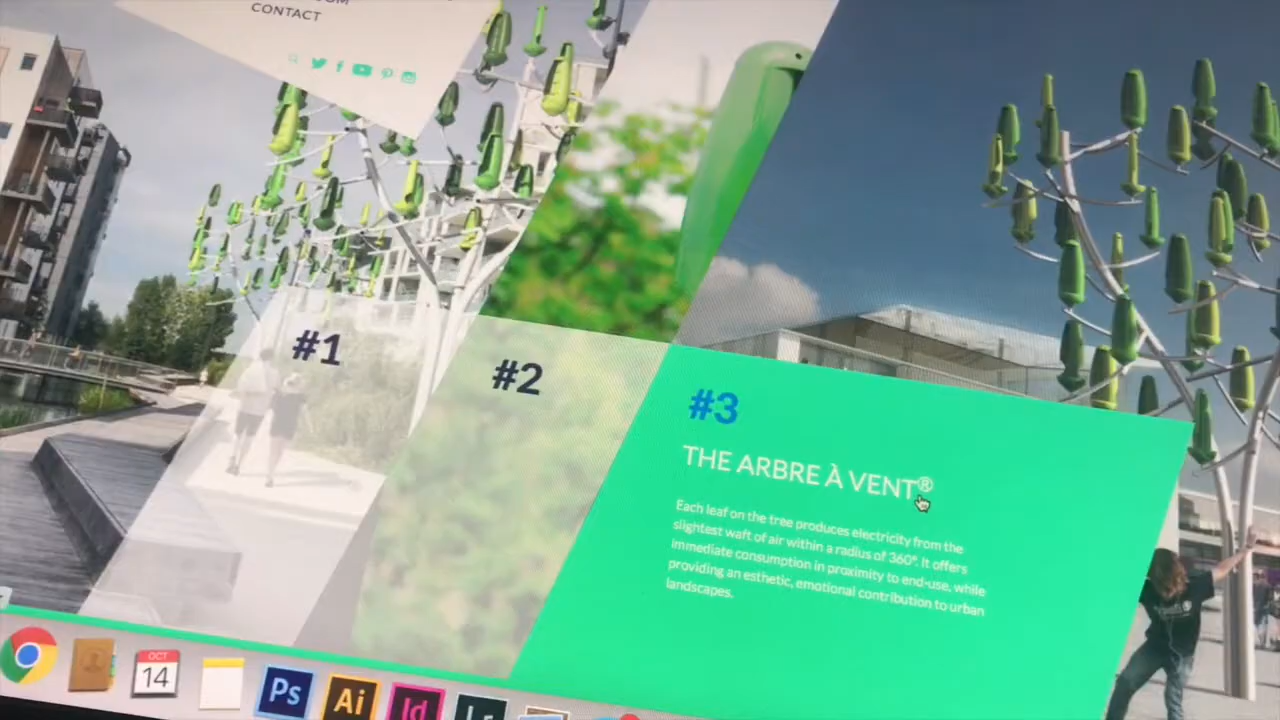 CONTACT
#1
#2
#3
THE ARBRE À VENT®
Each leaf on the tree produces electricity from the
slightest waft of air within a radius of 360°. It offers
immediate consumption in proximity to end-use, while
providing an esthetic, emotional contribution to urban
landscapes.
OCT
14
Ps
Ai
Id